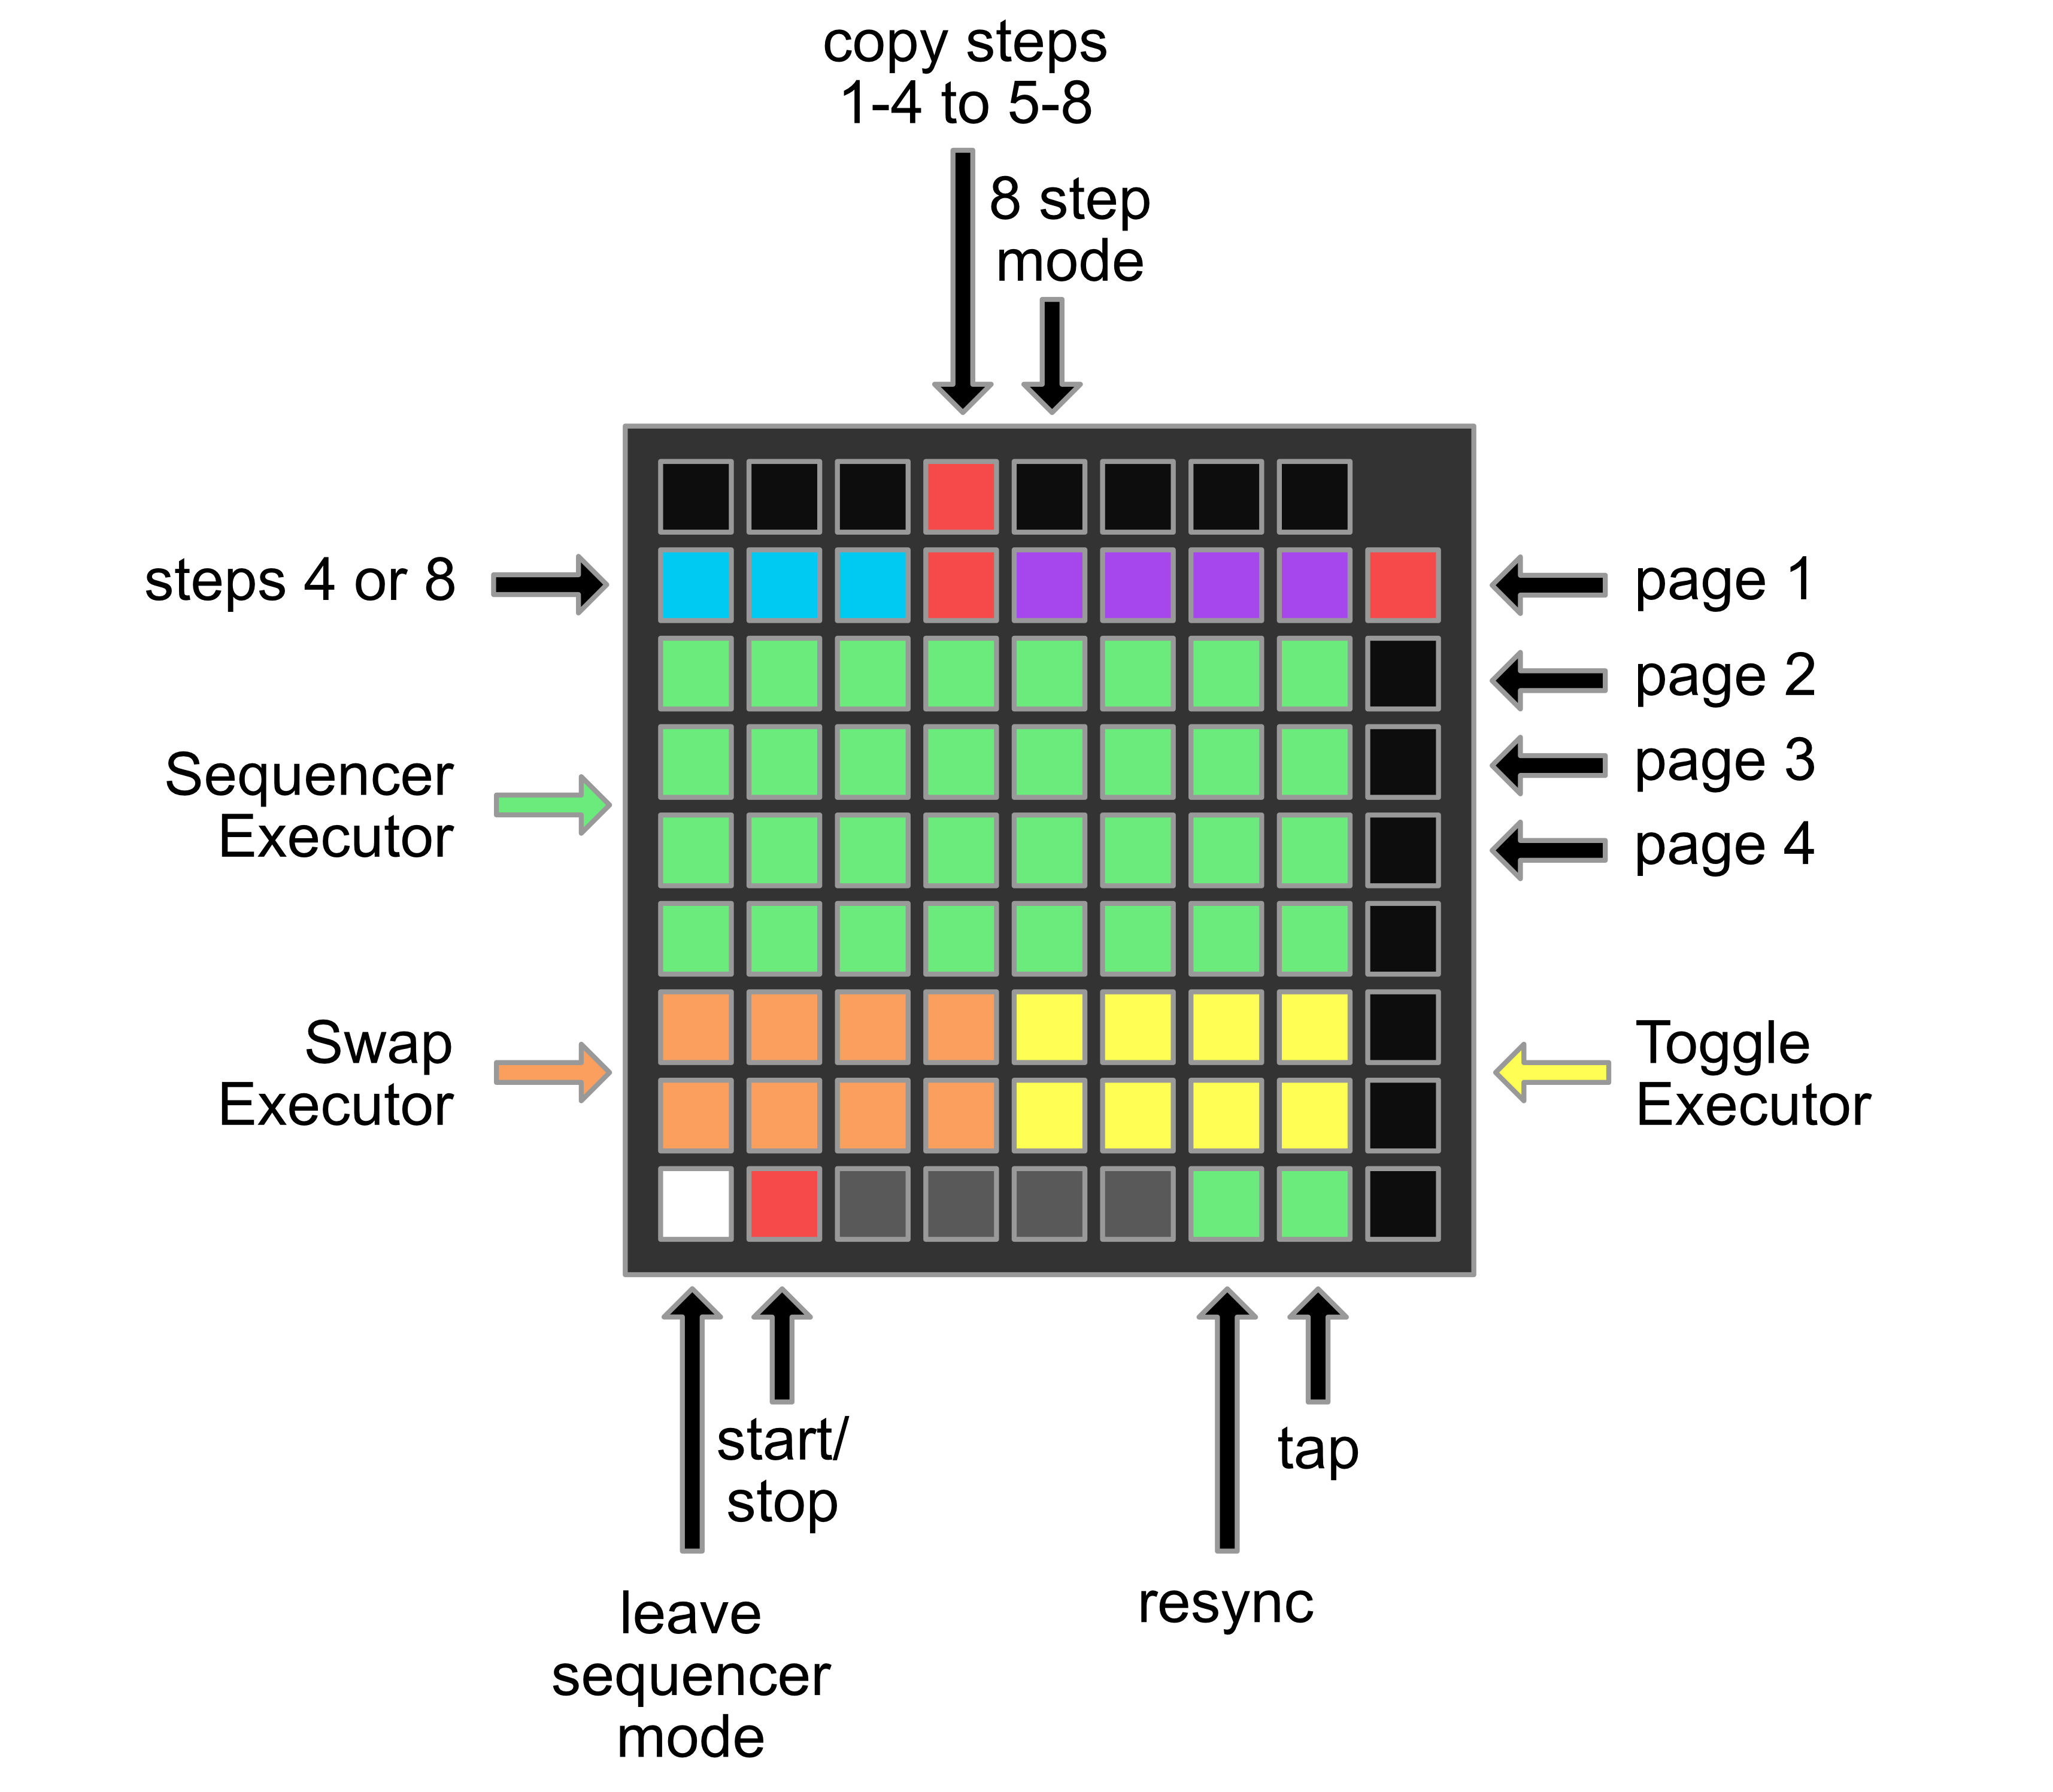 copy steps
1-4 to 5-8
8 step
mode
steps 4 or 8
page 1
page 2
Sequencer
Executor
page 3
page 4
Swap
Executor
Toggle
Executor
start/
stop
tap
leave
sequencer
mode
resync